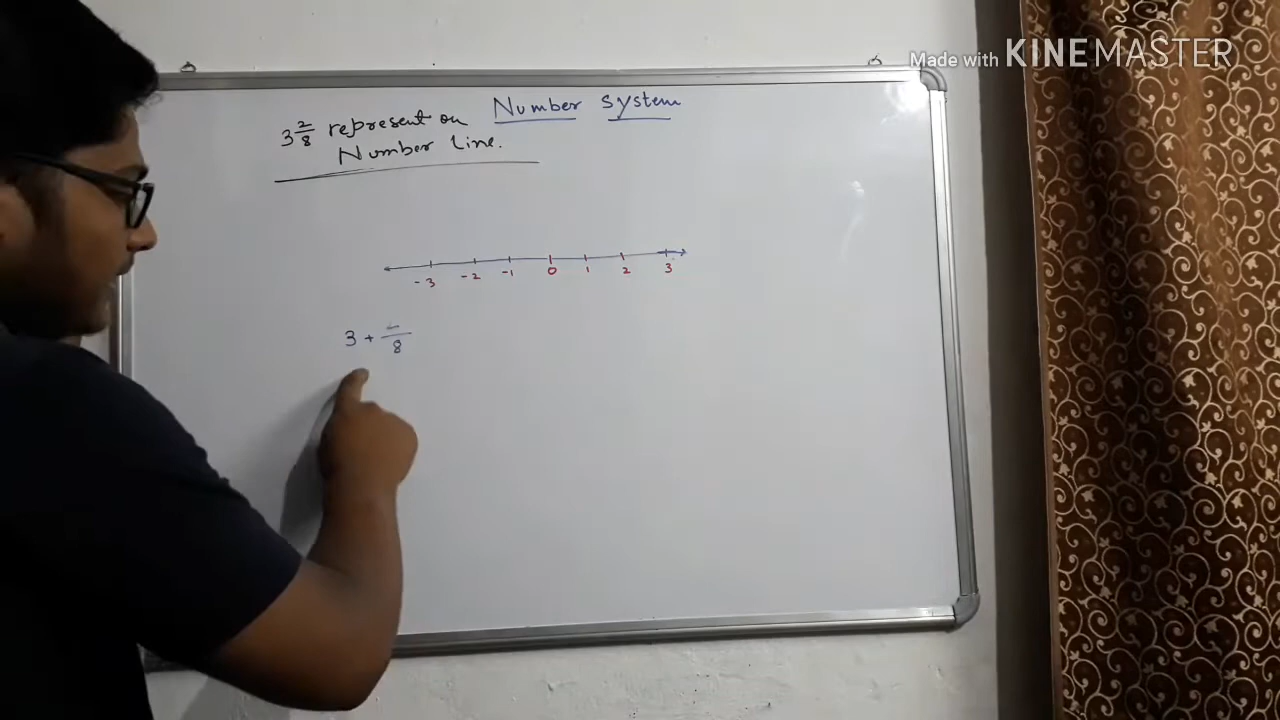 Made with KINEMASTER
Number System
3 2/8 represent on
Number line.
-3 -2 -1 0 1 2 3
3 + /8